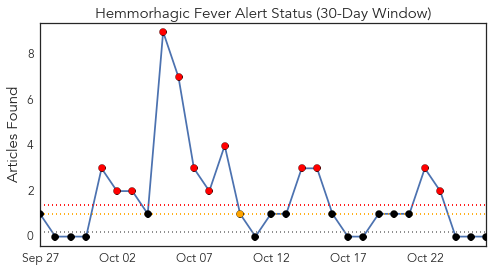 Hemmorhagic Fever Alert Status (30-Day Window)
Articles Found
8
6
4
2
0
Sep 27 Oct 02 Oct 07 Oct 12 Oct 17 Oct 22